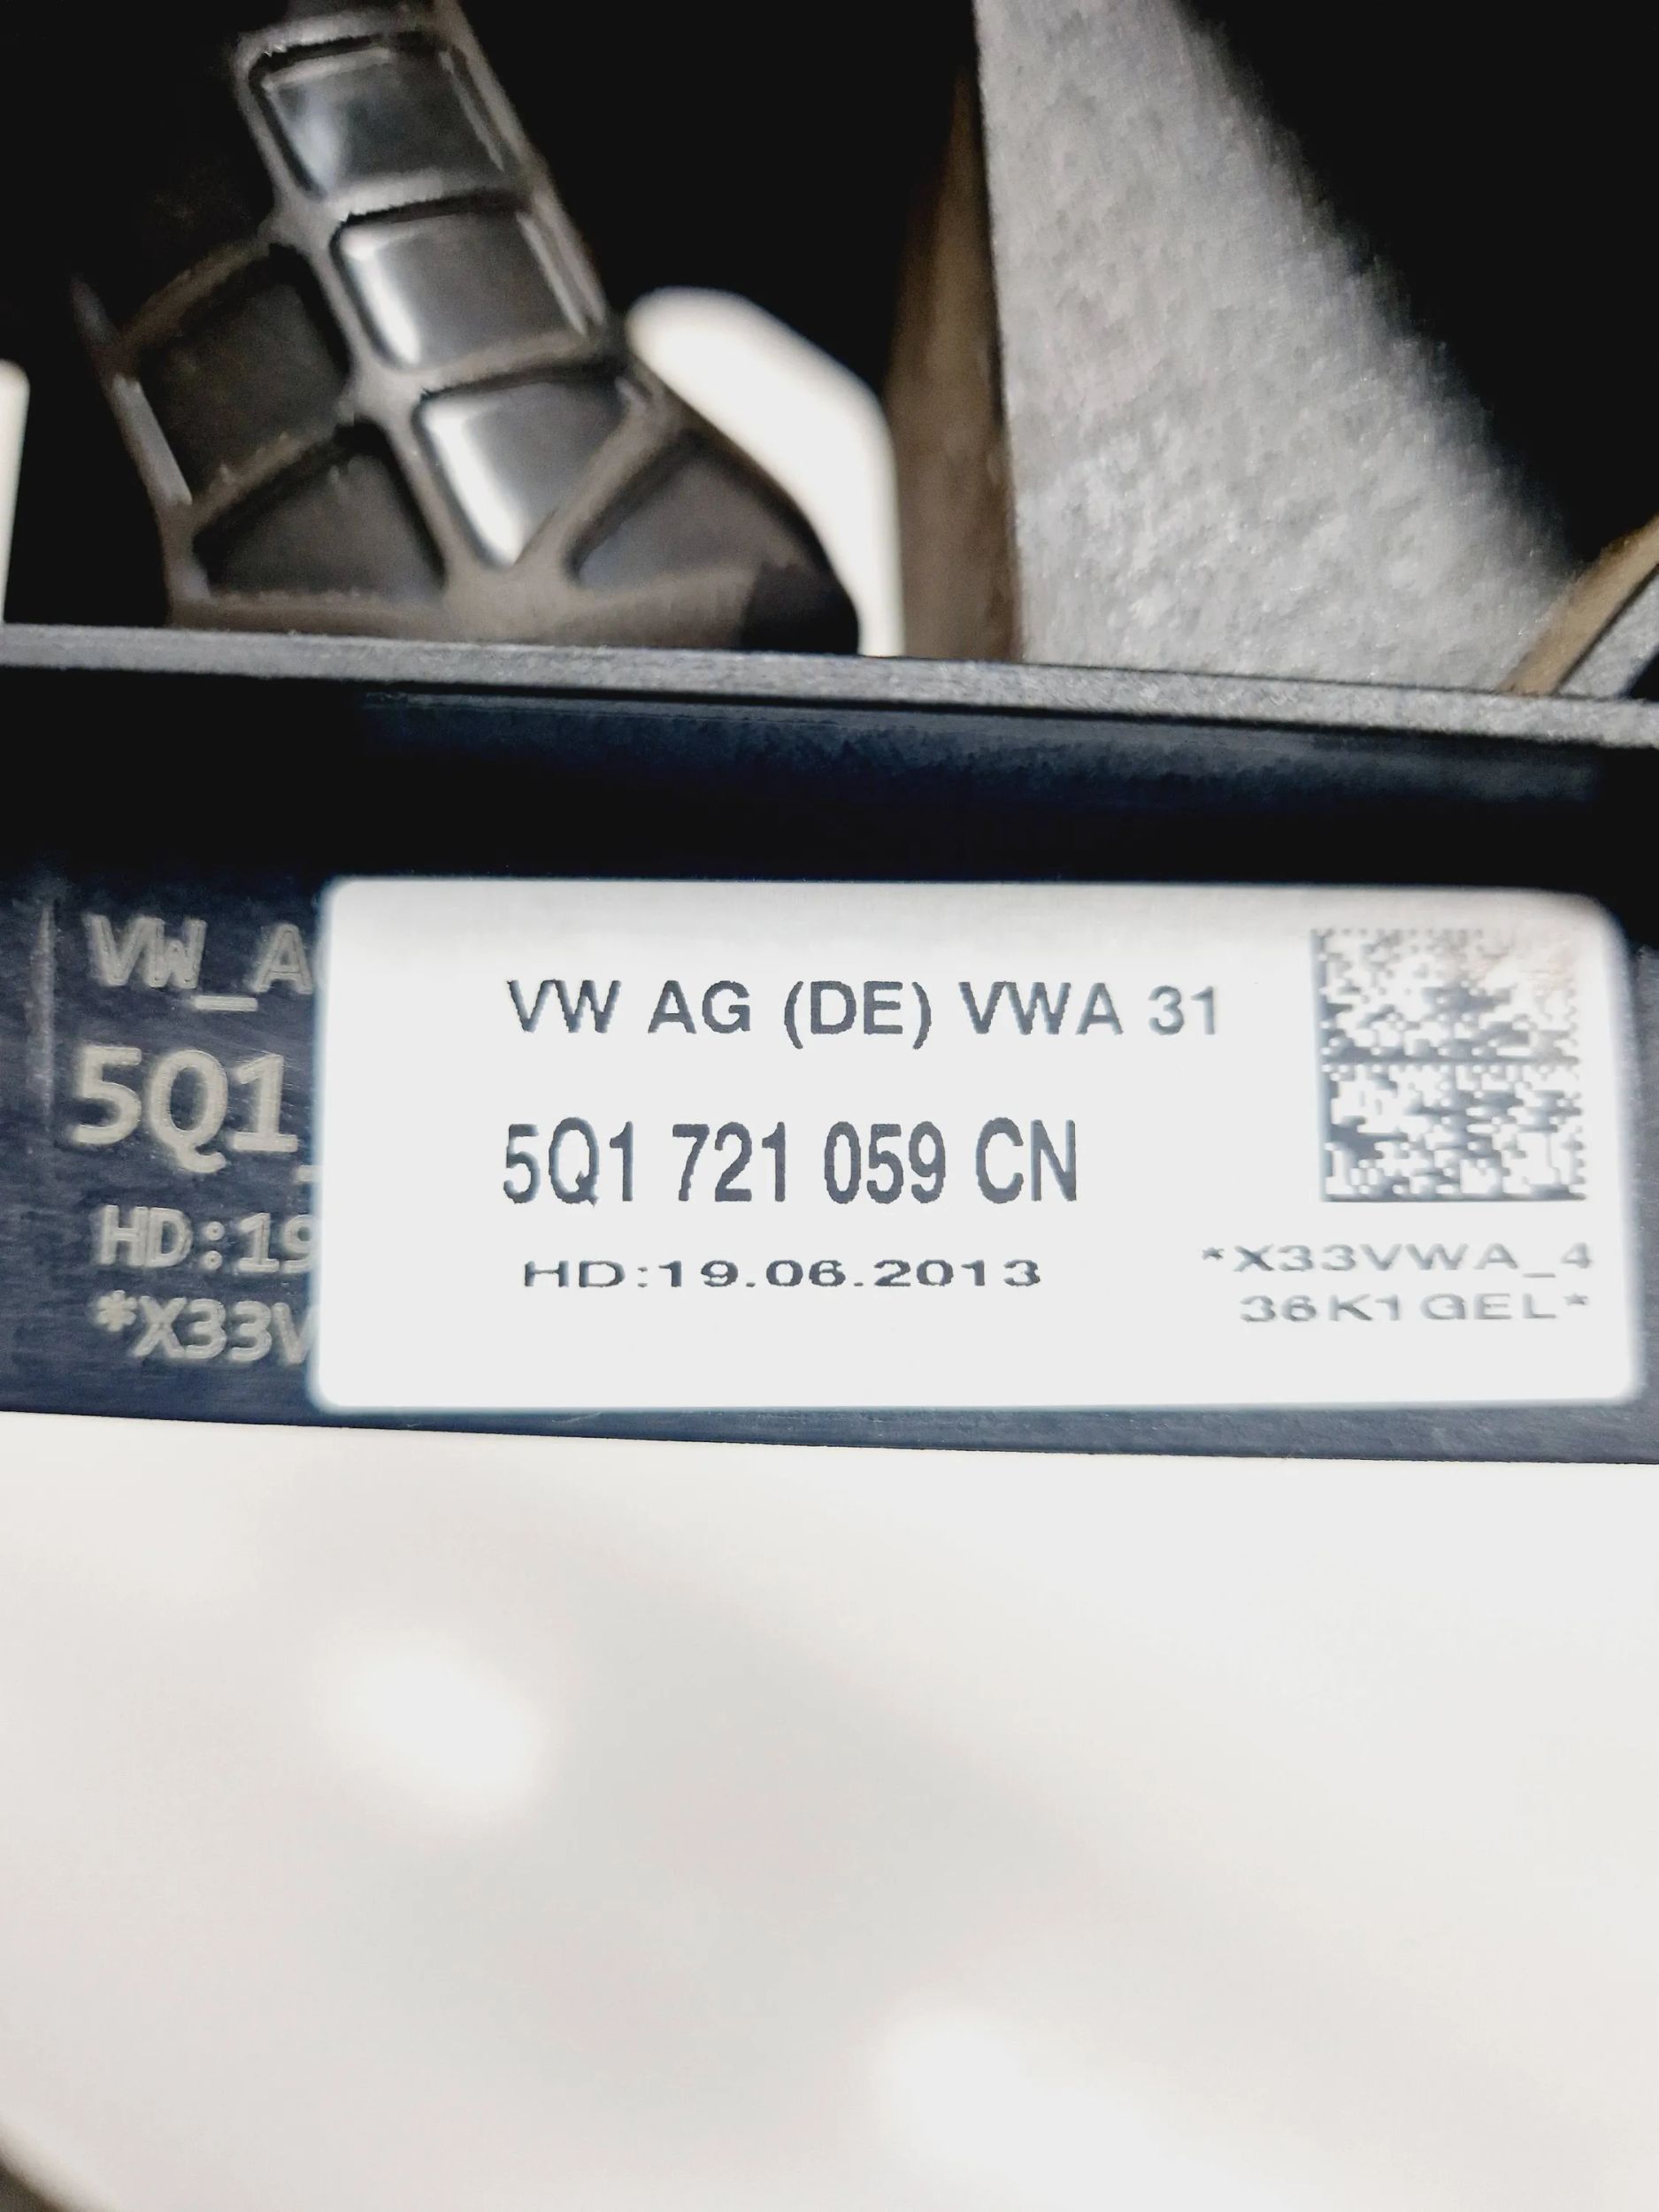 VW_A
5Q1_
HD:19
*X33V
VW AG (DE) VWA 31
5Q1 721 059 CN
HD:19.06.2013
*X33VWA_4
36K1GEL*